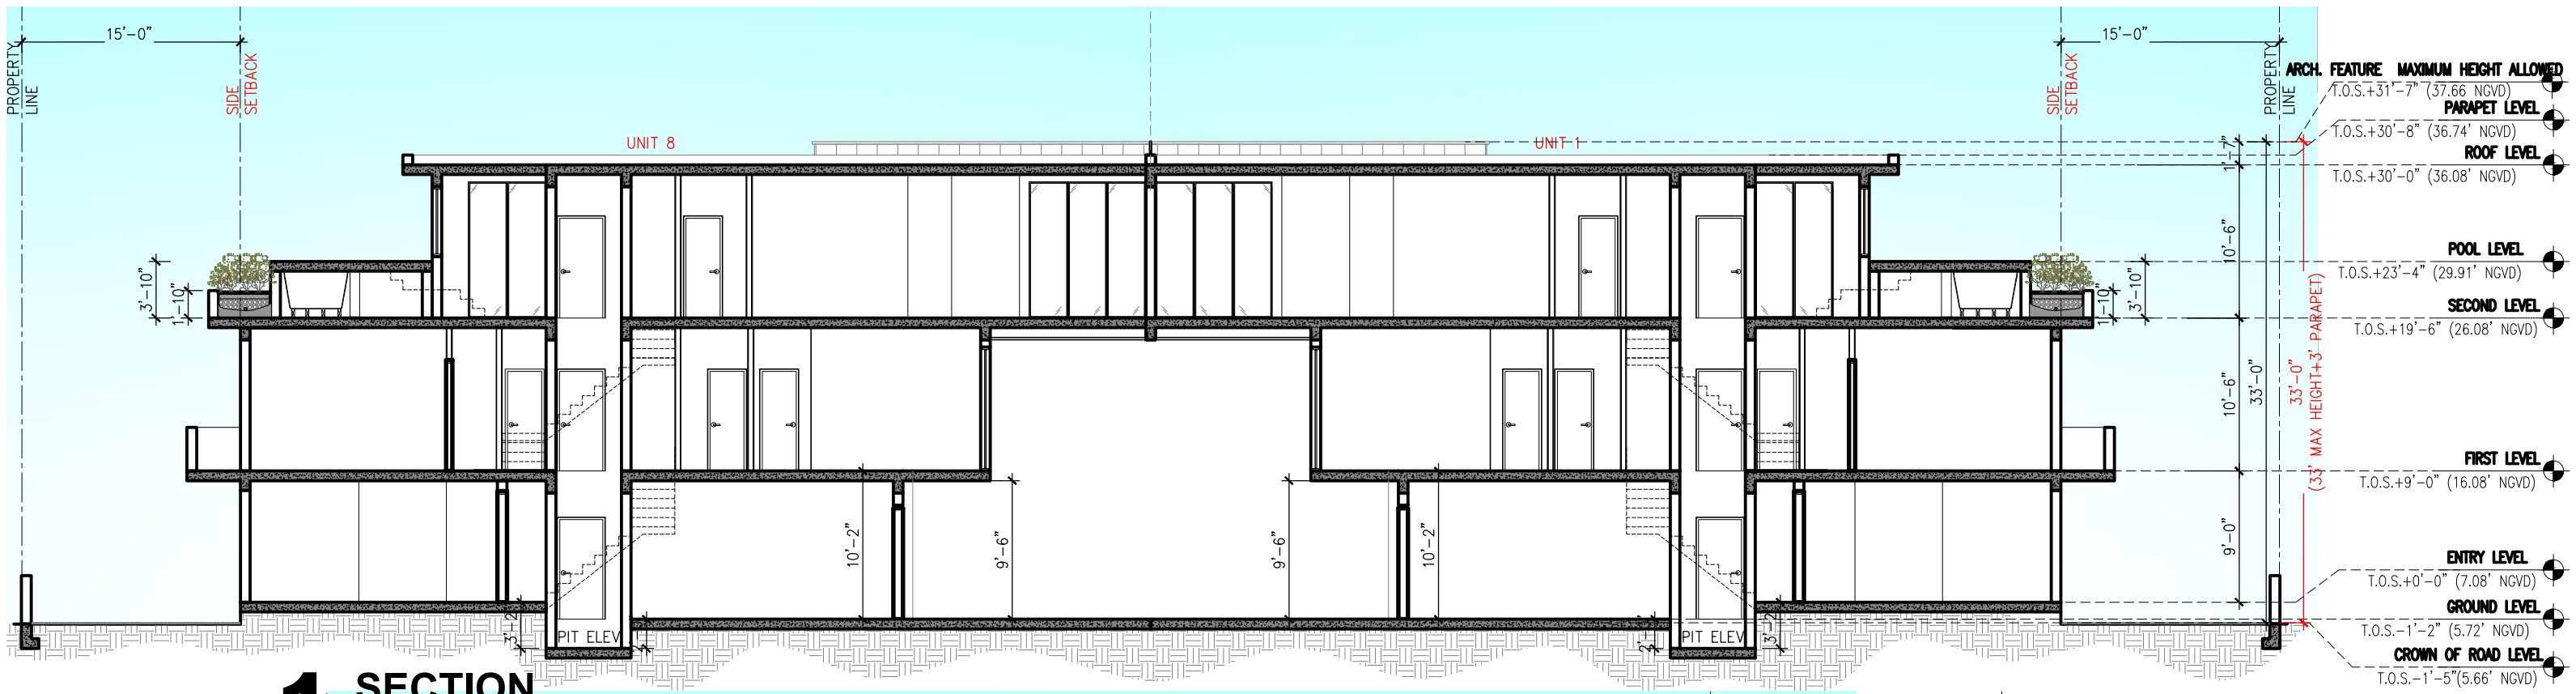 15'-0"
PROPERTY
LINE
SIDE
SETBACK
UNIT 8
UNIT 1
15'-0"
SIDE
SETBACK
PROPERTY
LINE
ARCH. FEATURE MAXIMUM HEIGHT ALLOWED
T.O.S.+31'-7" (37.66 NGVD)
PARAPET LEVEL
T.O.S.+30'-8" (36.74' NGVD)
ROOF LEVEL
T.O.S.+30'-0" (36.08' NGVD)
POOL LEVEL
T.O.S.+23'-4" (29.91' NGVD)
SECOND LEVEL
T.O.S.+19'-6" (26.08' NGVD)
FIRST LEVEL
T.O.S.+9'-0" (16.08' NGVD)
ENTRY LEVEL
T.O.S.+0'-0" (7.08' NGVD)
GROUND LEVEL
T.O.S.-1'-2" (5.72' NGVD)
CROWN OF ROAD LEVEL
T.O.S.-1'-5"(5.66' NGVD)
1'-7"
10'-6"
10'-6"
9'-0"
33'-0"
33'-0"
(33' MAX HEIGHT+3' PARAPET)
3'-10"
1'-10"
1'-10"
3'-10"
10'-2"
9'-6"
9'-6"
10'-2"
3'-2"
PIT ELEV
PIT ELEV
3'-2"
1 SECTION